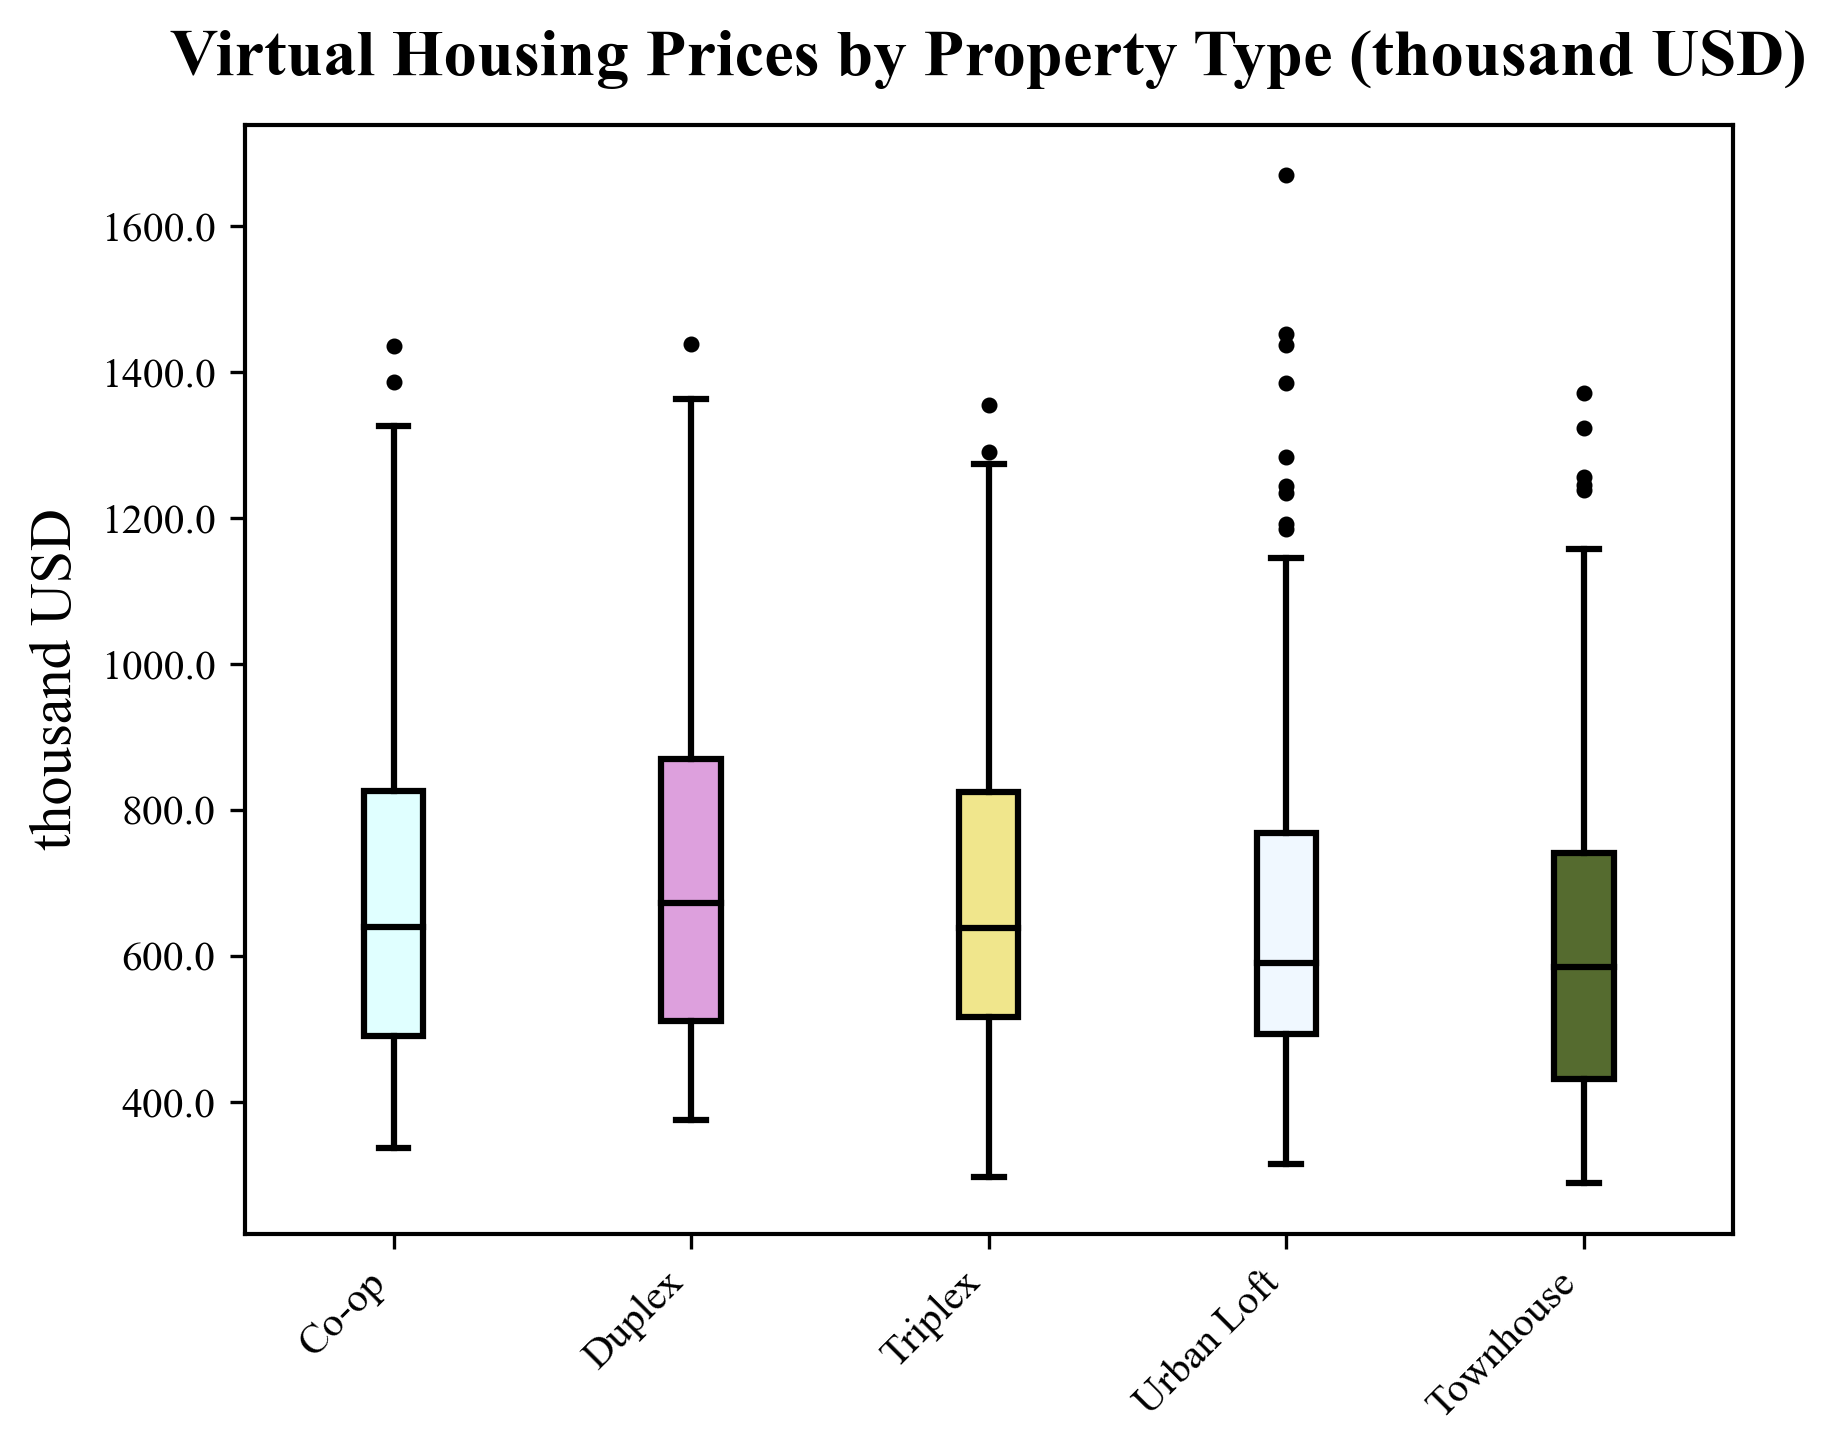 Virtual Housing Prices by Property Type (thousand USD)
thousand USD
1600.0
1400.0
1200.0
1000.0
800.0
600.0
400.0
Co-op
Duplex
Triplex
Urban Loft
Townhouse